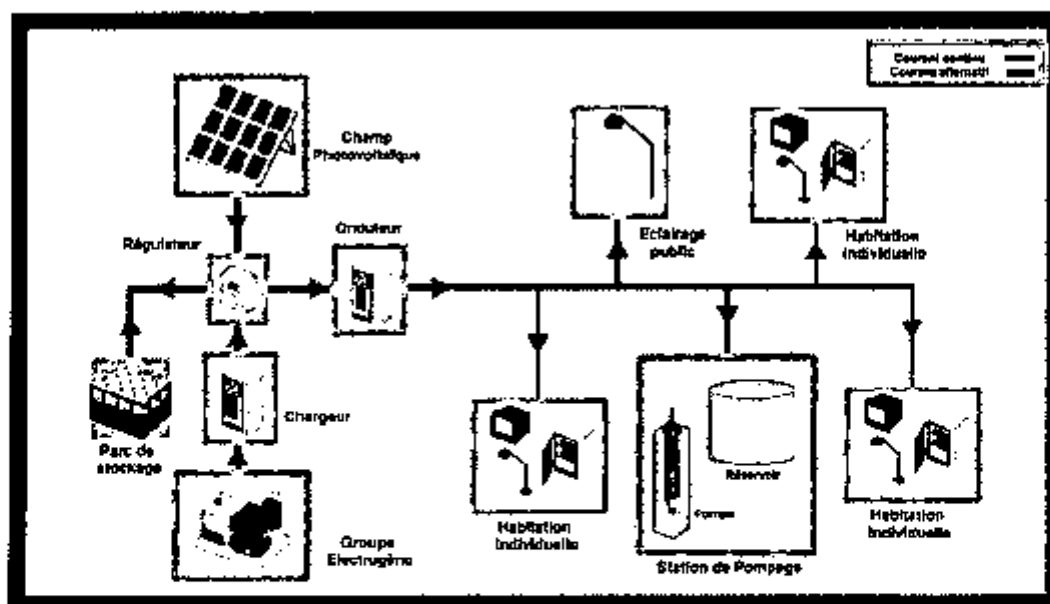 Courant continu
Courant alternatif
Champ
Photovoltaïque
Régulateur
Onduleur
Eclairage
public
Habitation
individuelle
Chargeur
Parc de
stockage
Groupe
Electrogène
Habitation
individuelle
Réservoir
Pompe
Station de Pompage
Habitation
individuelle